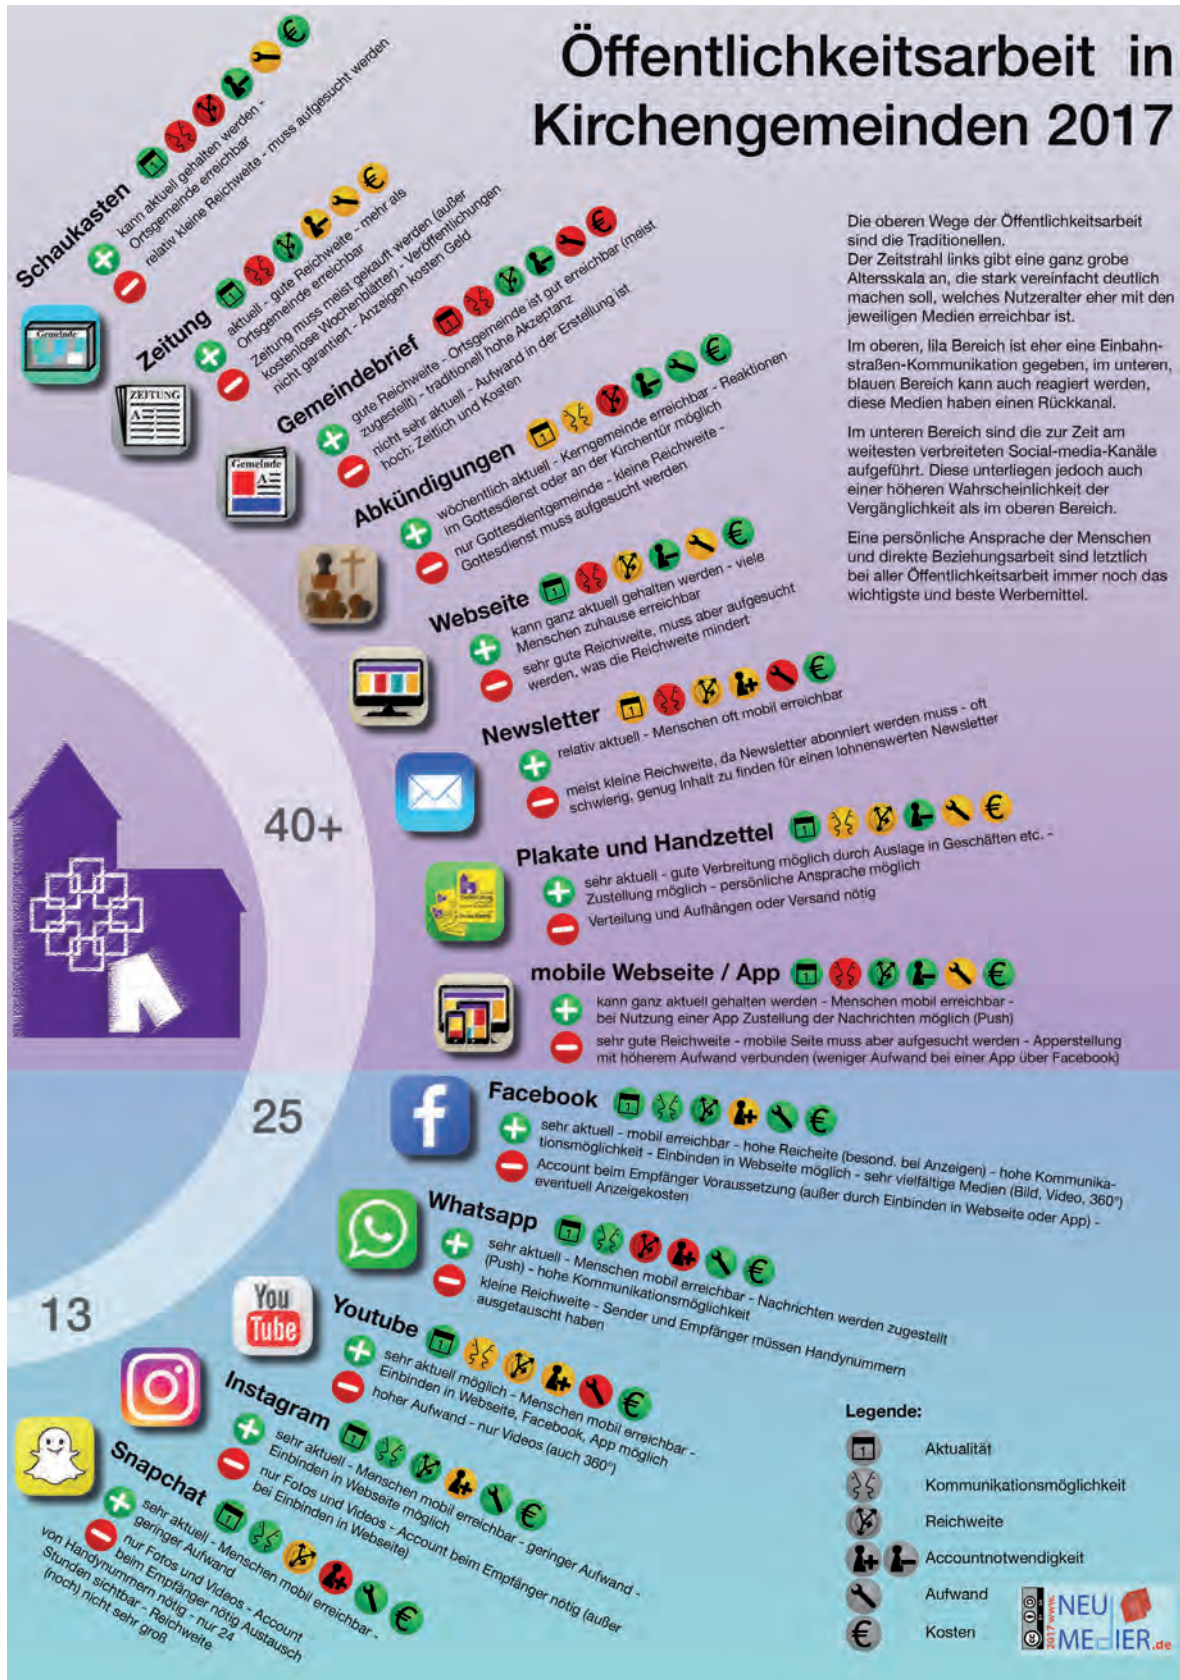 Öffentlichkeitsarbeit in
Kirchengemeinden 2017
Die oberen Wege der Öffentlichkeitsarbeit
sind die Traditionellen.
Der Zeitstrahl links gibt eine ganz grobe
Altersskala an, die stark vereinfacht deutlich
machen soll, welches Nutzeralter eher mit den
jeweiligen Medien erreichbar ist.
Im oberen, lila Bereich ist eher eine Einbahn-
straßen-Kommunikation gegeben, im unteren,
blauen Bereich kann auch reagiert werden,
diese Medien haben einen Rückkanal.
Im unteren Bereich sind die zur Zeit am
weitesten verbreiteten Social-media-Kanäle
aufgeführt. Diese unterliegen jedoch auch
einer höheren Wahrscheinlichkeit der
Vergänglichkeit als im oberen Bereich.
Eine persönliche Ansprache der Menschen
und direkte Beziehungsarbeit sind letztlich
bei aller Öffentlichkeitsarbeit immer noch das
wichtigste und beste Werbemittel.
Schaukasten
kann aktuell gehalten werden -
Ortsgemeinde erreichbar
relativ kleine Reichweite - muss aufgesucht werden
Gemeinde
Zeitung
aktuell - gute Reichweite - mehr als
Ortsgemeinde erreichbar
Zeitung muss meist gekauft werden (außer
kostenlose Wochenblätter) - Veröffentlichungen
nicht garantiert - Anzeigen kosten Geld
ZEITUNG
Gemeindebrief
gute Reichweite - Ortsgemeinde ist gut erreichbar (meist
zugestellt) - traditionell hohe Akzeptanz
nicht sehr aktuell - Aufwand in der Erstellung ist
hoch: Zeitlich und Kosten
Gemeinde
Abkündigungen
wöchentlich aktuell - Kerngemeinde erreichbar - Reaktionen
im Gottesdienst oder an der Kirchentür möglich
nur Gottesdientgemeinde - kleine Reichweite -
Gottesdienst muss aufgesucht werden
Webseite
kann ganz aktuell gehalten werden - viele
Menschen zuhause erreichbar
sehr gute Reichweite, muss aber aufgesucht
werden, was die Reichweite mindert
Newsletter
relativ aktuell - Menschen oft mobil erreichbar
meist kleine Reichweite, da Newsletter abonniert werden muss - oft
schwierig, genug Inhalt zu finden für einen lohnenswerten Newsletter
40+
Plakate und Handzettel
sehr aktuell - gute Verbreitung möglich durch Auslage in Geschäften etc. -
Zustellung möglich - persönliche Ansprache möglich
Verteilung und Aufhängen oder Versand nötig
mobile Webseite / App
kann ganz aktuell gehalten werden - Menschen mobil erreichbar -
bei Nutzung einer App Zustellung der Nachrichten möglich (Push)
sehr gute Reichweite - mobile Seite muss aber aufgesucht werden - Apperstellung
mit höherem Aufwand verbunden (weniger Aufwand bei einer App über Facebook)
25
Facebook
sehr aktuell - mobil erreichbar - hohe Reicheite (besond. bei Anzeigen) - hohe Kommunika-
tionsmöglichkeit - Einbinden in Webseite möglich - sehr vielfältige Medien (Bild, Video, 360°)
Account beim Empfänger Voraussetzung (außer durch Einbinden in Webseite oder App) -
eventuell Anzeigekosten
Whatsapp
sehr aktuell - Menschen mobil erreichbar - Nachrichten werden zugestellt
(Push) - hohe Kommunikationsmöglichkeit
kleine Reichweite - Sender und Empfänger müssen Handynummern
ausgetauscht haben
13
You
Tube
Youtube
sehr aktuell möglich - Menschen mobil erreichbar -
Einbinden in Webseite, Facebook, App möglich
hoher Aufwand - nur Videos (auch 360°)
Instagram
sehr aktuell - Menschen mobil erreichbar - geringer Aufwand -
Einbinden in Webseite möglich
nur Fotos und Videos - Account beim Empfänger nötig (außer
bei Einbinden in Webseite)
Snapchat
sehr aktuell - Menschen mobil erreichbar -
geringer Aufwand
nur Fotos und Videos - Account
beim Empfänger nötig Austausch
von Handynummern nötig - nur 24
Stunden sichtbar - Reichweite
(noch) nicht sehr groß
Legende:
Aktualität
Kommunikationsmöglichkeit
Reichweite
Accountnotwendigkeit
Aufwand
Kosten
2017 www.
NEU
MEDIER.de